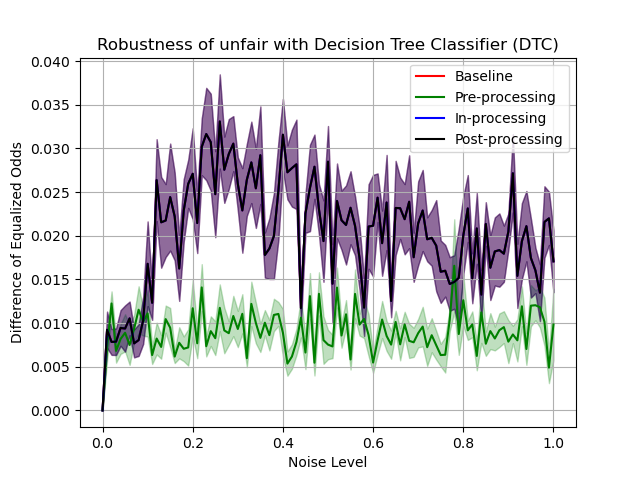 Robustness of unfair with Decision Tree Classifier (DTC)
0.040
0.035
0.030
0.025
0.020
0.015
0.010
0.005
0.000
Difference of Equalized Odds
Baseline
Pre-processing
In-processing
Post-processing
0.0 0.2 0.4 0.6 0.8 1.0
Noise Level